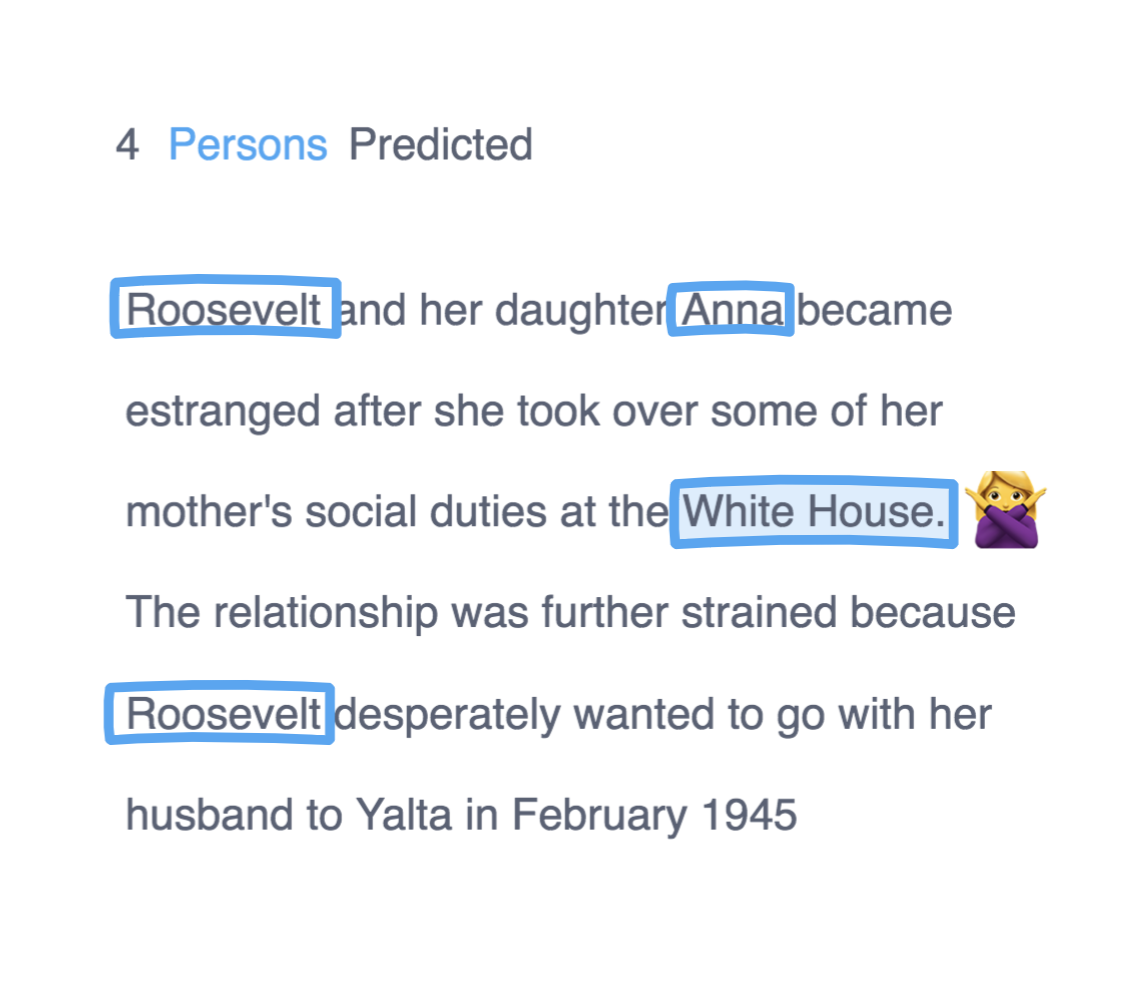 4 Persons Predicted
Roosevelt and her daughter Anna became
estranged after she took over some of her
mother's social duties at the White House.
The relationship was further strained because
Roosevelt desperately wanted to go with her
husband to Yalta in February 1945